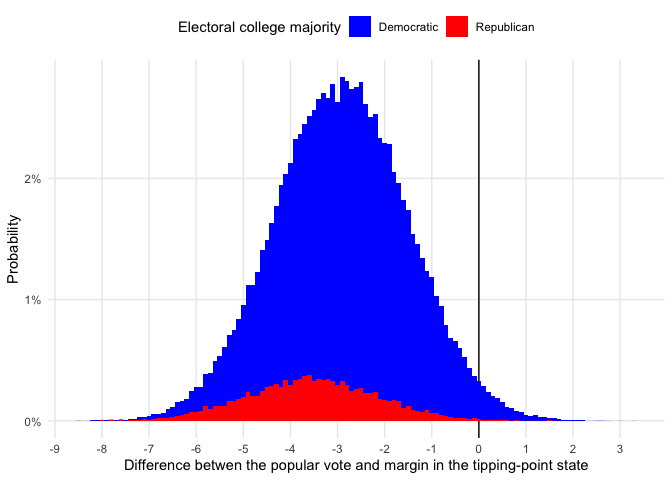 Electoral college majority Democratic Republican
Probability
2%
1%
0%
-9 -8 -7 -6 -5 -4 -3 -2 -1 0 1 2 3
Difference betwen the popular vote and margin in the tipping-point state